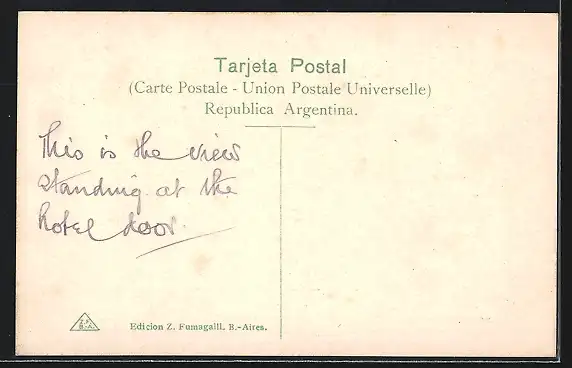 Tarjeta Postal
(Carte Postale - Union Postale Universelle)
Republica Argentina.
This is the view
standing at the
hotel door.
Z.F.
B.A.
Edicion Z. Fumagalli. B.-Aires.